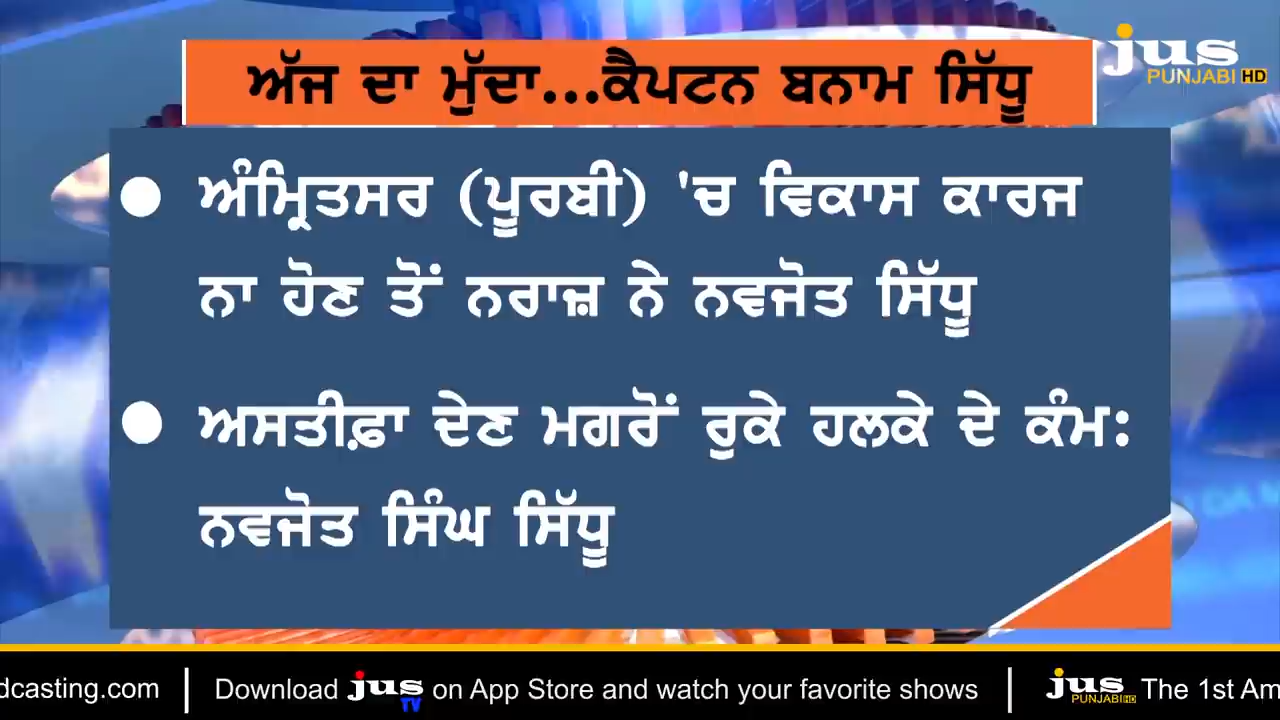 jus
PUNJABI HD
ਅੱਜ ਦਾ ਮੁੱਦਾ...ਕੈਪਟਨ ਬਨਾਮ ਸਿੱਧੂ
● ਅੰਮ੍ਰਿਤਸਰ (ਪੂਰਬੀ) 'ਚ ਵਿਕਾਸ ਕਾਰਜ
ਨਾ ਹੋਣ ਤੋਂ ਨਰਾਜ਼ ਨੇ ਨਵਜੋਤ ਸਿੱਧੂ
● ਅਸਤੀਫ਼ਾ ਦੇਣ ਮਗਰੋਂ ਰੁਕੇ ਹਲਕੇ ਦੇ ਕੰਮ:
ਨਵਜੋਤ ਸਿੰਘ ਸਿੱਧੂ
dcasting.com | Download jus TV on App Store and watch your favorite shows | jus PUNJABI HD The 1st Am